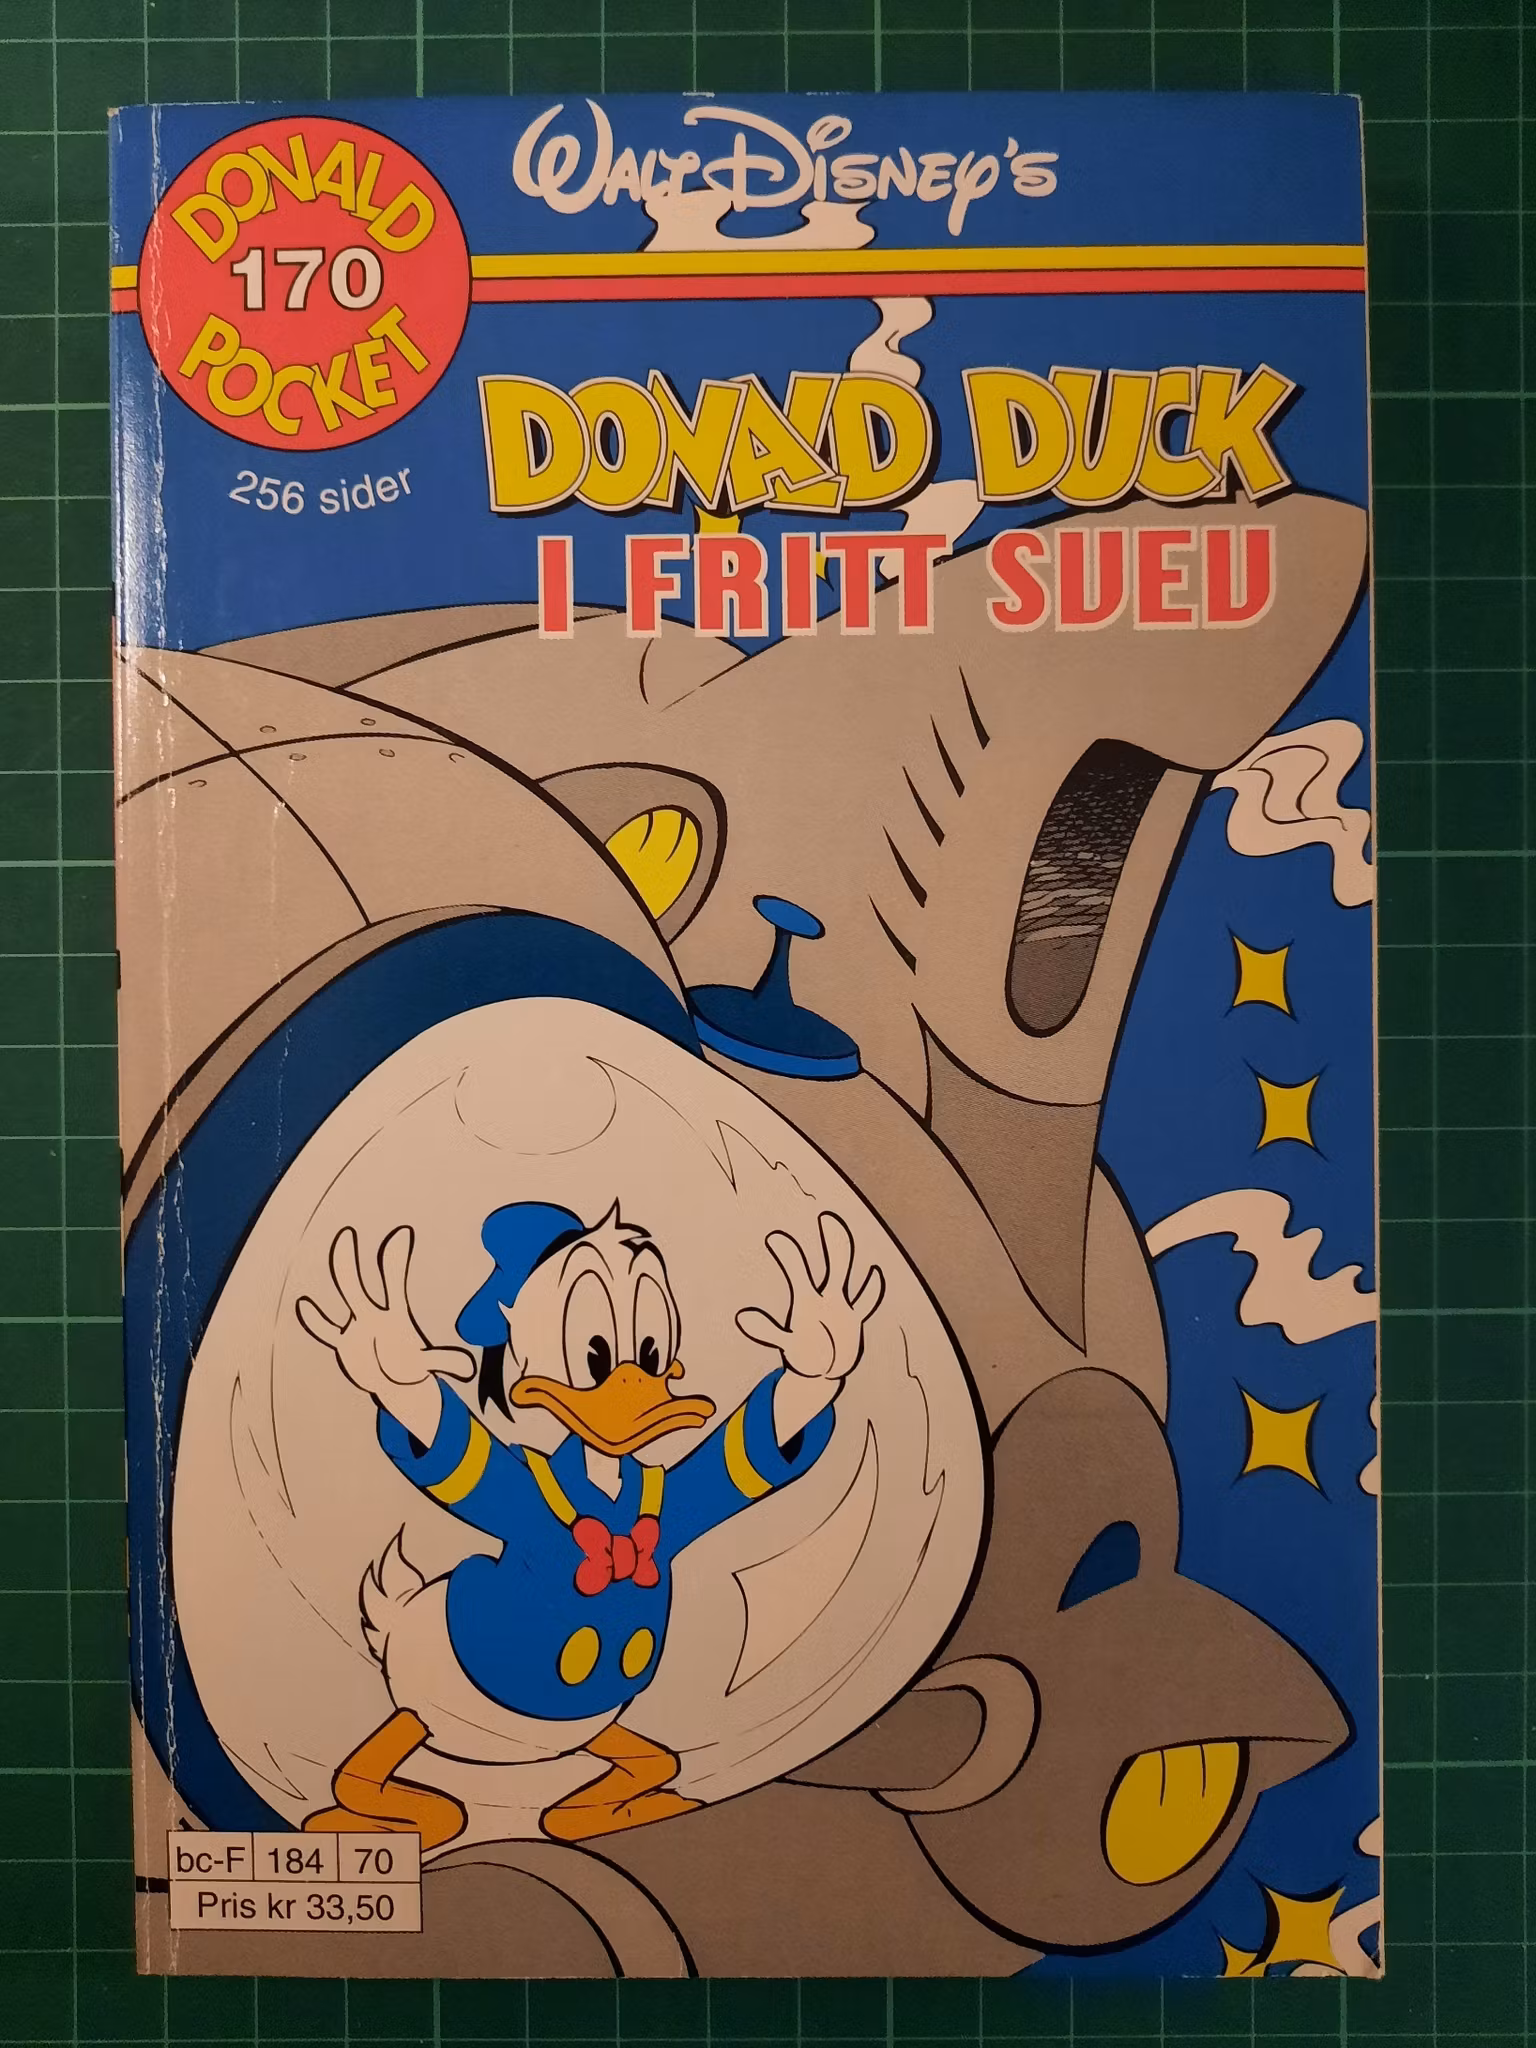 WALT DISNEY'S
DONALD
170
POCKET
256 sider
DONALD DUCK
I FRITT SVEV
bc-F 184 70
Pris kr 33,50